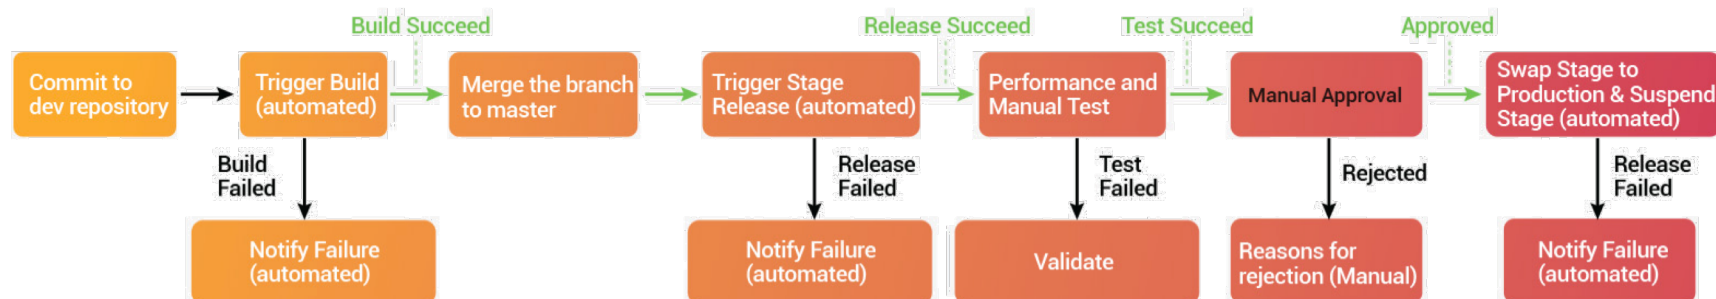 Build Succeed
Release Succeed
Test Succeed
Approved
Commit to
dev repository
Trigger Build
(automated)
Merge the branch
to master
Trigger Stage
Release (automated)
Performance and
Manual Test
Manual Approval
Swap Stage to
Production & Suspend
Stage (automated)
Build
Failed
Release
Failed
Test
Failed
Rejected
Release
Failed
Notify Failure
(automated)
Notify Failure
(automated)
Validate
Reasons for
rejection (Manual)
Notify Failure
(automated)